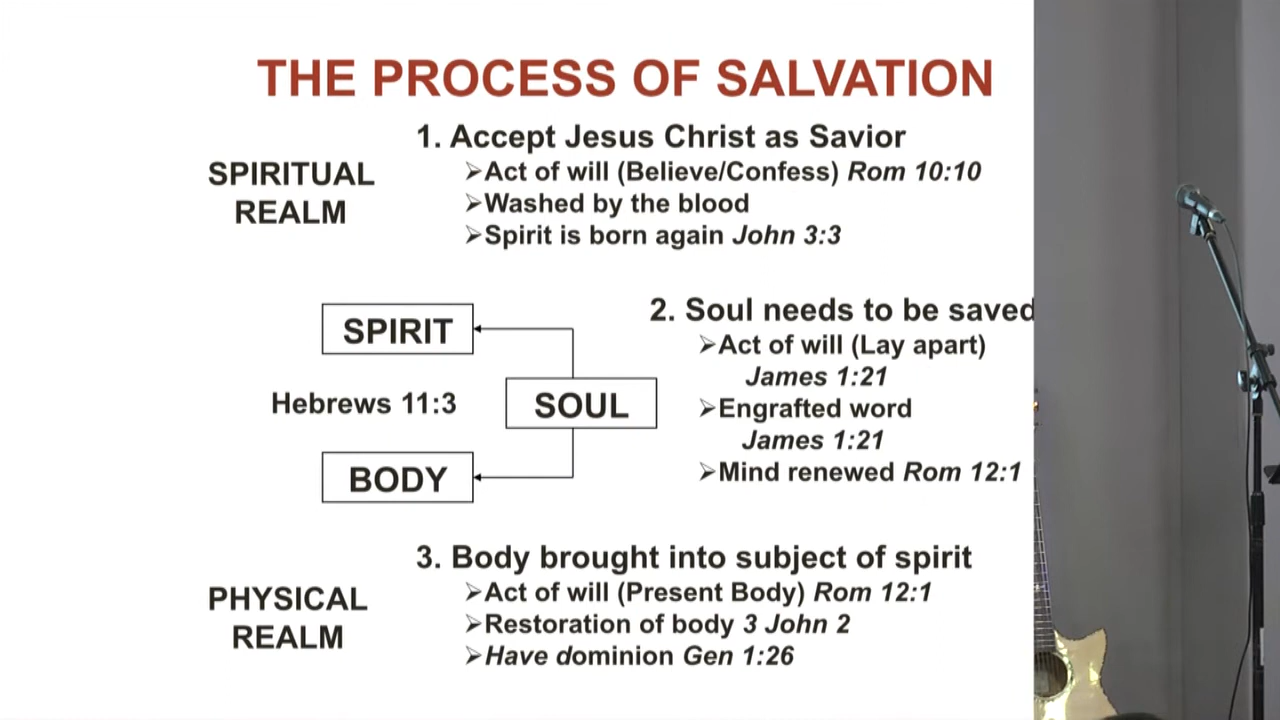 THE PROCESS OF SALVATION
1. Accept Jesus Christ as Savior
➢Act of will (Believe/Confess) Rom 10:10
➢Washed by the blood
➢Spirit is born again John 3:3
SPIRITUAL
REALM
SPIRIT
Hebrews 11:3
SOUL
BODY
2. Soul needs to be saved
➢Act of will (Lay apart)
James 1:21
➢Engrafted word
James 1:21
➢Mind renewed Rom 12:1
3. Body brought into subject of spirit
➢Act of will (Present Body) Rom 12:1
➢Restoration of body 3 John 2
➢Have dominion Gen 1:26
PHYSICAL
REALM